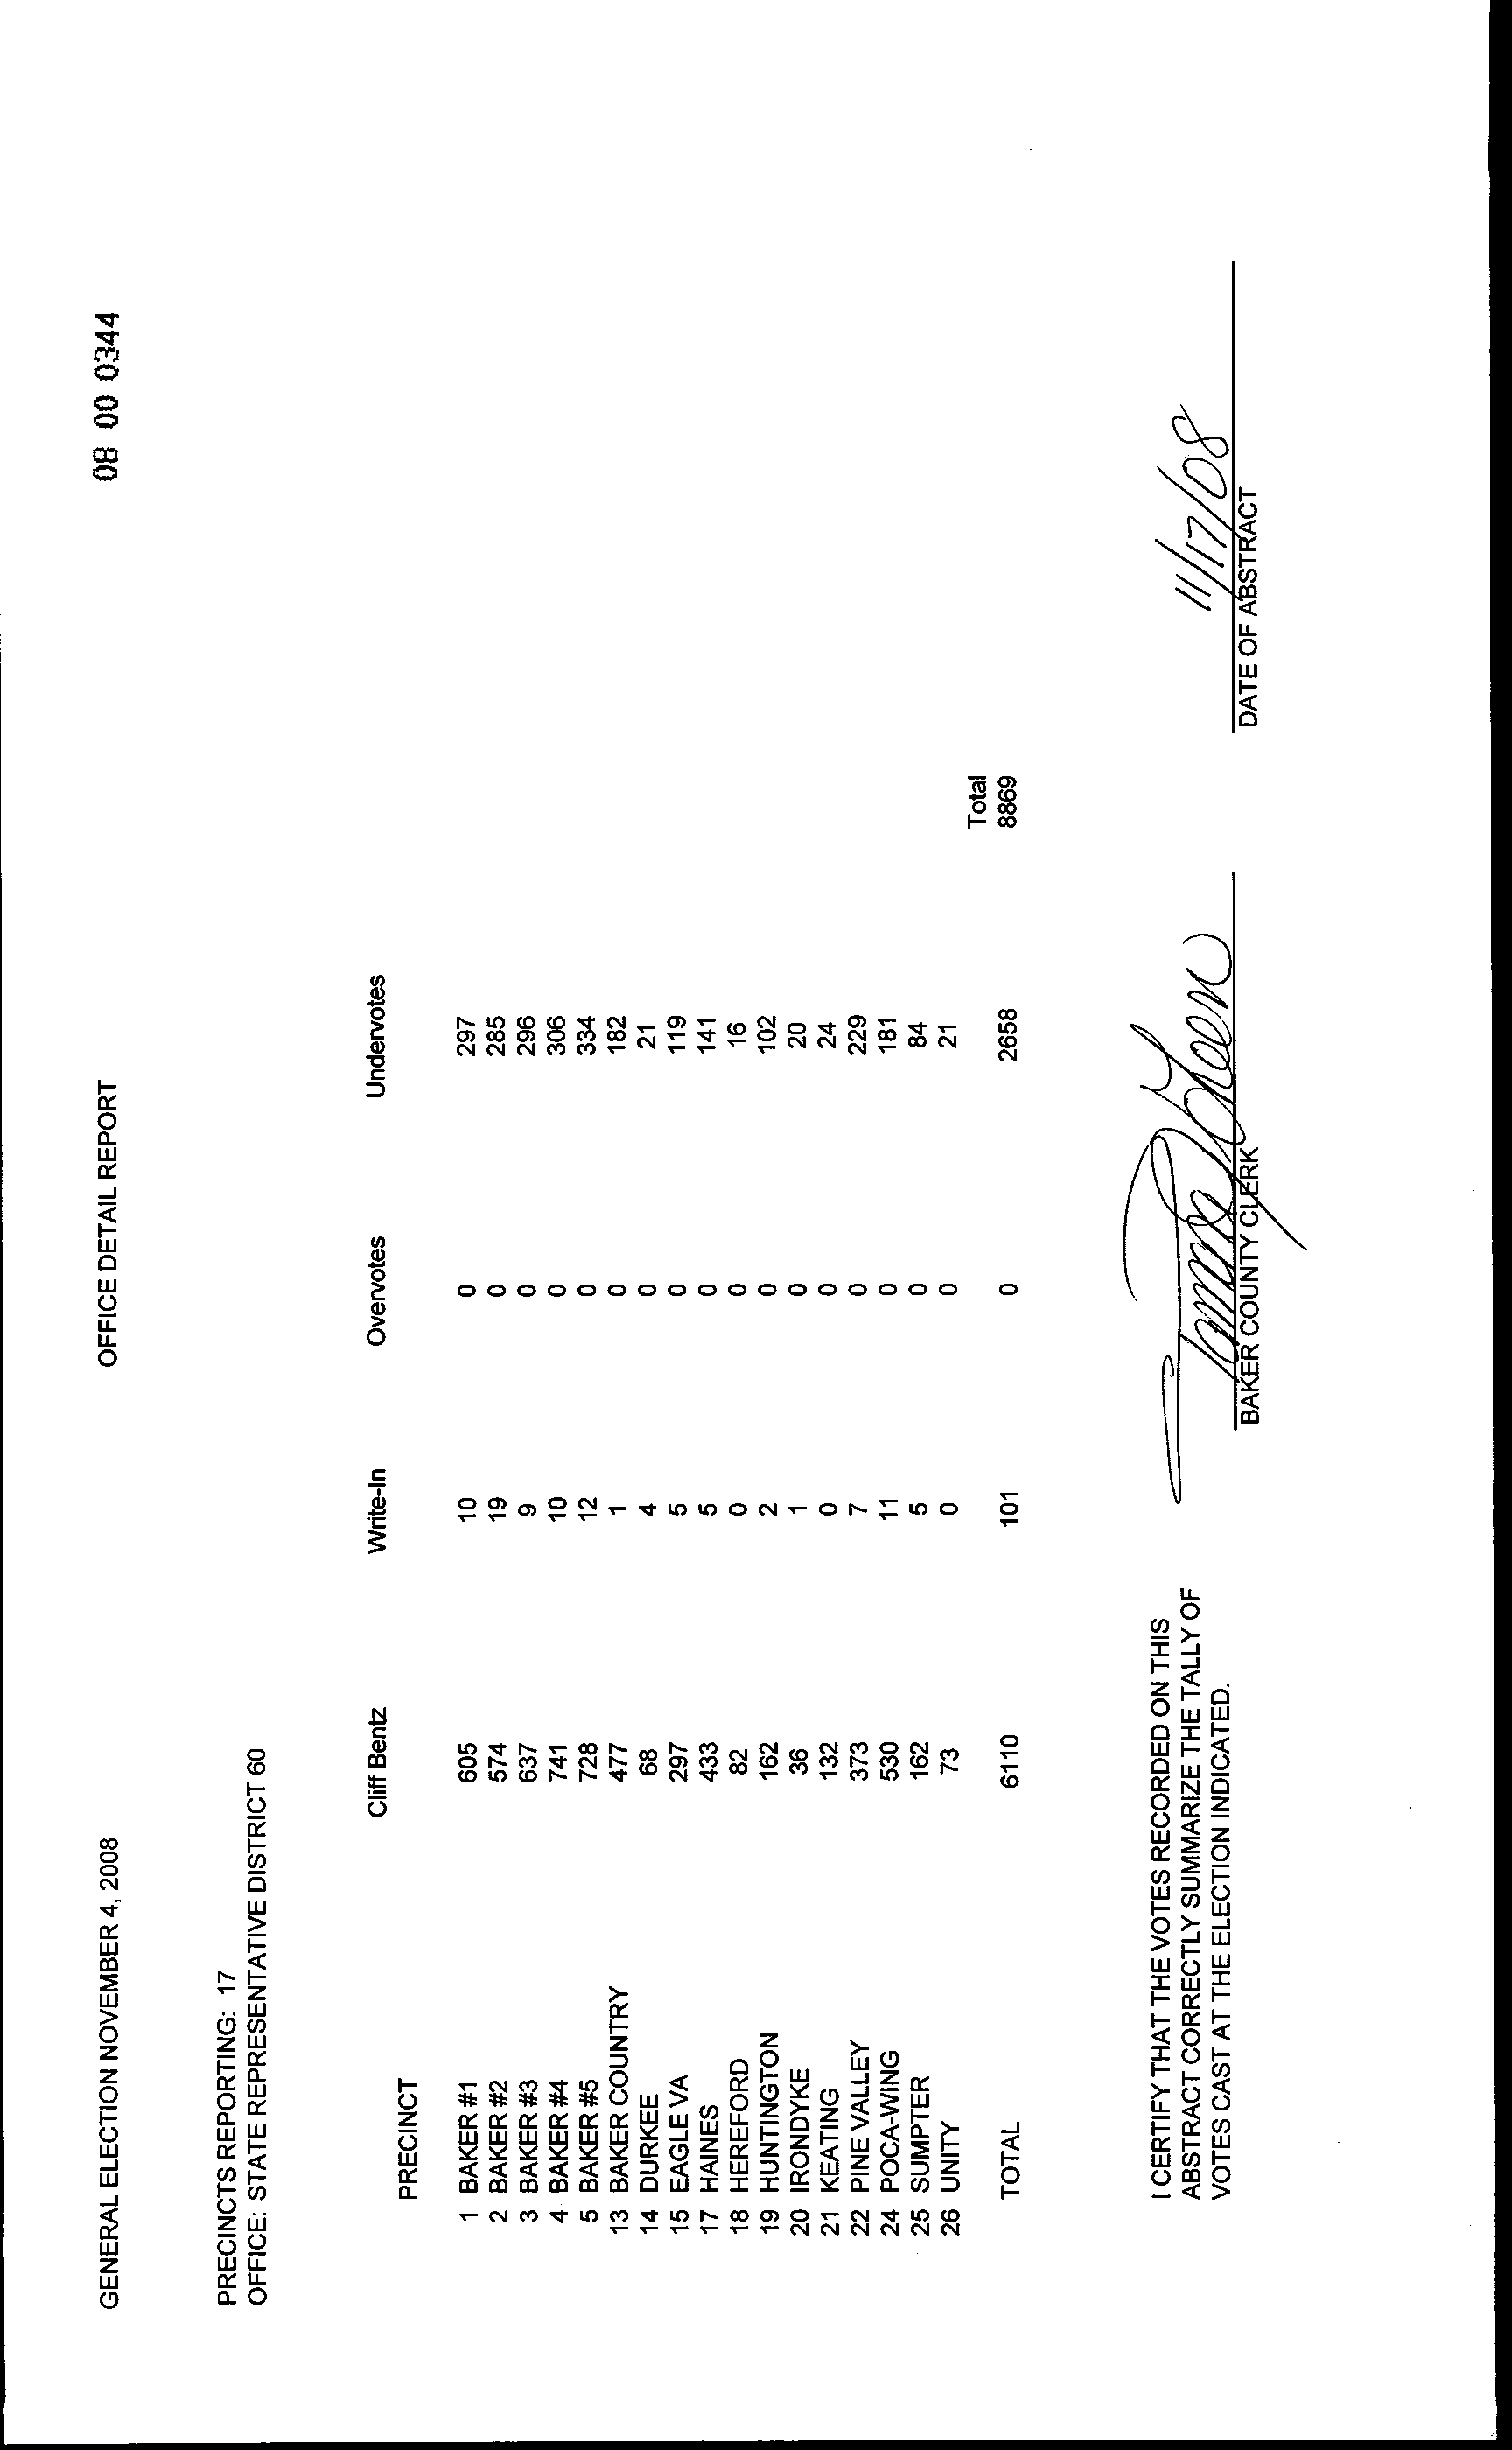 GENERAL ELECTION NOVEMBER 4, 2008 OFFICE DETAIL REPORT 08 00 0344
PRECINCTS REPORTING: 17
OFFICE: STATE REPRESENTATIVE DISTRICT 60
Cliff Bentz Write-In Overvotes Undervotes
PRECINCT
1 BAKER #1 605 10 0 297
2 BAKER #2 574 19 0 285
3 BAKER #3 637 9 0 296
4 BAKER #4 741 10 0 306
5 BAKER #5 728 12 0 334
13 BAKER COUNTRY 477 1 0 182
14 DURKEE 68 4 0 21
15 EAGLE VA 297 5 0 119
17 HAINES 433 5 0 141
18 HEREFORD 82 0 0 16
19 HUNTINGTON 162 2 0 102
20 IRONDYKE 36 1 0 20
21 KEATING 132 0 0 24
22 PINE VALLEY 373 7 0 229
24 POCA-WING 530 11 0 181
25 SUMPTER 162 5 0 84
26 UNITY 73 0 0 21
Total
TOTAL 6110 101 0 2658 8869
I CERTIFY THAT THE VOTES RECORDED ON THIS
ABSTRACT CORRECTLY SUMMARIZE THE TALLY OF
VOTES CAST AT THE ELECTION INDICATED.
11/17/08
BAKER COUNTY CLERK DATE OF ABSTRACT